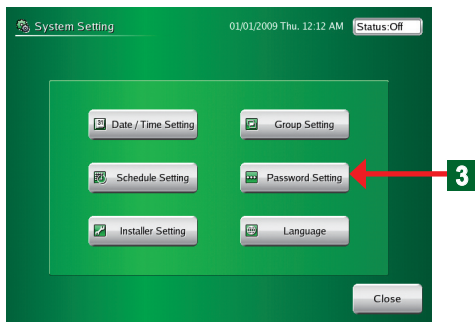 System Setting 01/01/2009 Thu. 12:12 AM Status:Off
31 Date / Time Setting Group Setting
Schedule Setting Password Setting 3
Installer Setting Language
Close